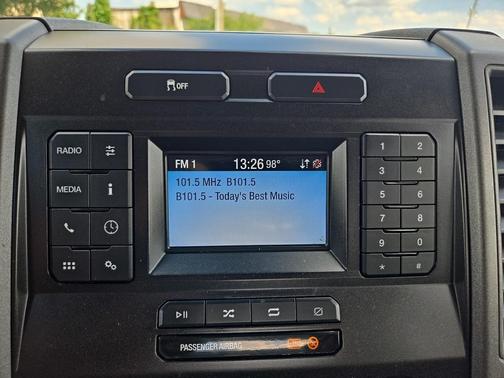 OFF
RADIO
FM 1 13:26 98°
1 2
101.5 MHz B101.5
3 4
MEDIA i
B101.5 - Today's Best Music
5 6
7 8
9 0
* #
PASSENGER AIRBAG